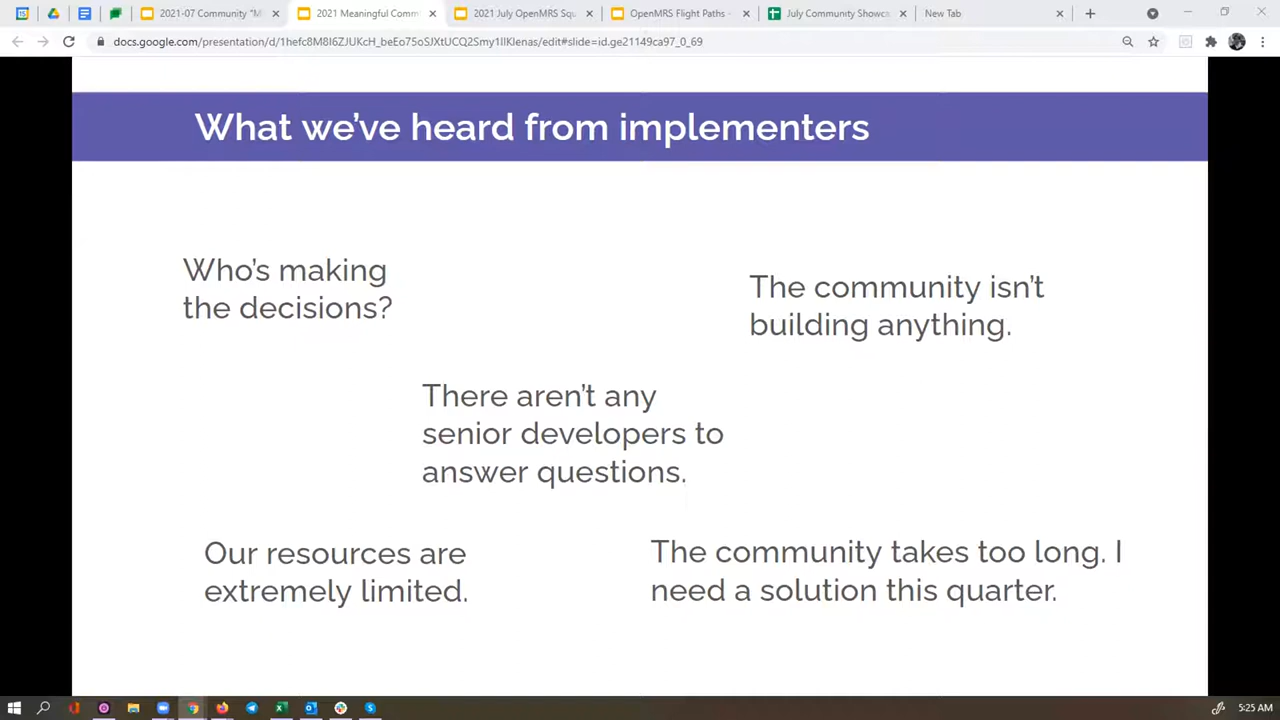 2021-07 Community "M
2021 Meaningful Comm
2021 July OpenMRS Squ
OpenMRS Flight Paths -
July Community Showca
New Tab
docs.google.com/presentation/d/1hefc8M8I6ZJUKcH_beEo75oSJXtUCQ2Smy1IlKJenas/edit#slide=id.ge21149ca97_0_69
What we've heard from implementers
Who's making
the decisions?
The community isn't
building anything.
There aren't any
senior developers to
answer questions.
Our resources are
extremely limited.
The community takes too long. I
need a solution this quarter.
5:25 AM